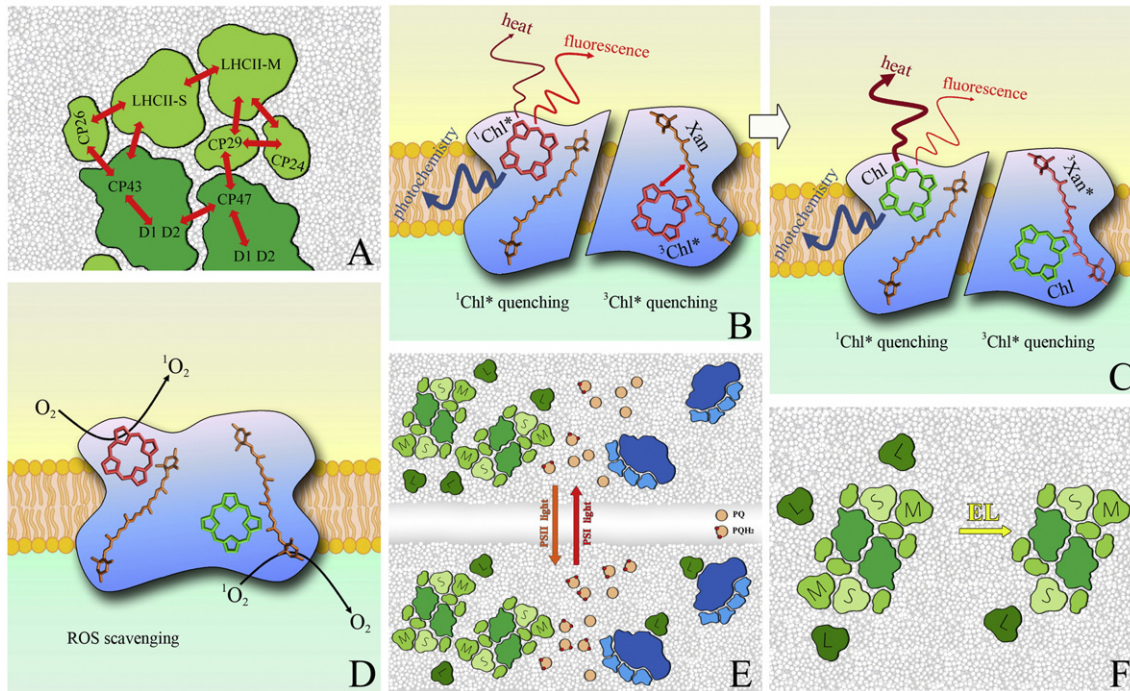 LHCII-M
LHCII-S
CP26
CP29
CP24
CP43
CP47
D1 D2
D1 D2
A
heat
fluorescence
¹Chl*
Xan
photochemistry
³Chl*
¹Chl* quenching
³Chl* quenching
B
heat
fluorescence
Chl
³Xan*
photochemistry
Chl
¹Chl* quenching
³Chl* quenching
C
¹O₂
O₂
¹O₂
O₂
ROS scavenging
D
L
S
M
L
M
S
S
M
M
S
L
L
PSII light
PSI light
PQ
PQH₂
L
S
M
L
M
S
S
M
L
M
S
L
L
E
L
S
M
L
EL
S
M
M
S
S
L
L
F